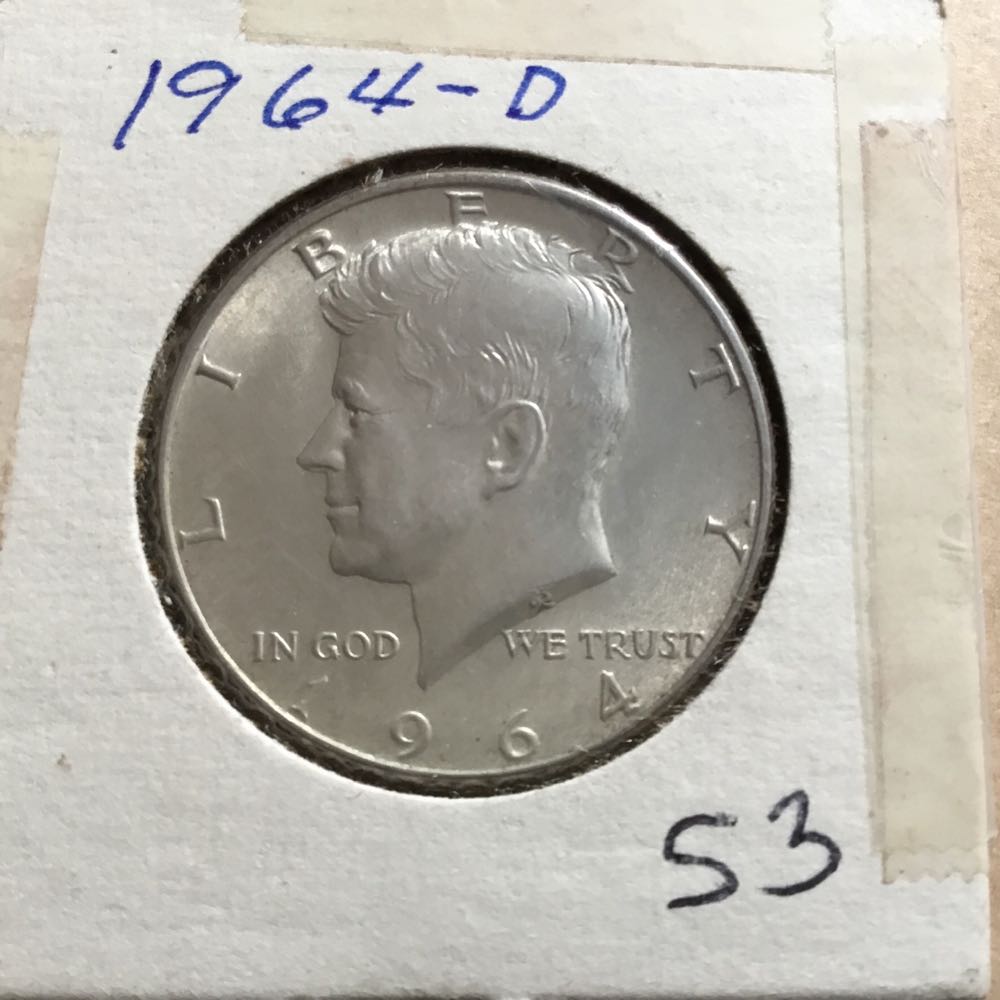 1964-D
LIBERTY
IN GOD WE TRUST
1964
53